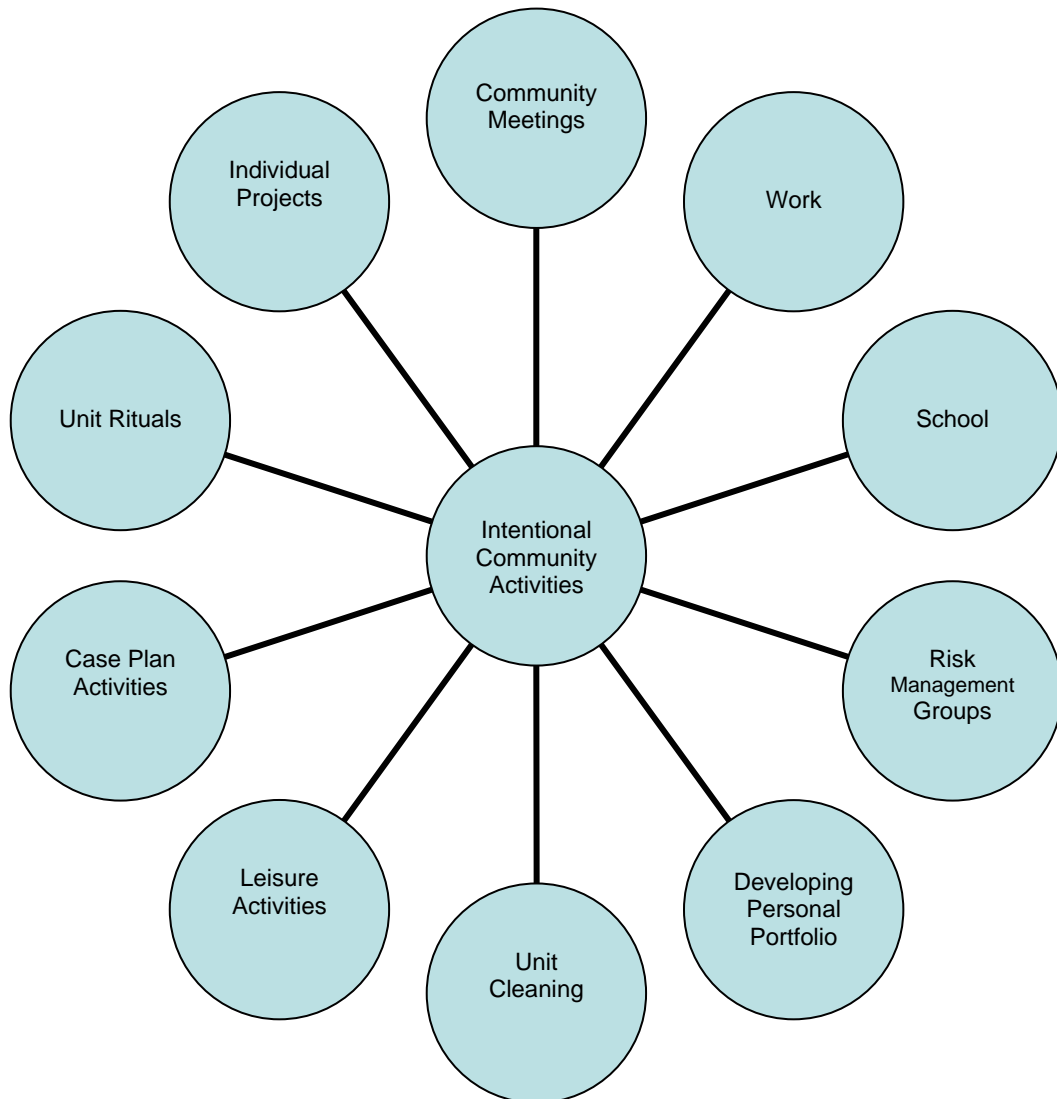 Community
Meetings
Work
School
Risk
Management
Groups
Developing
Personal
Portfolio
Unit
Cleaning
Leisure
Activities
Case Plan
Activities
Unit Rituals
Individual
Projects
Intentional
Community
Activities